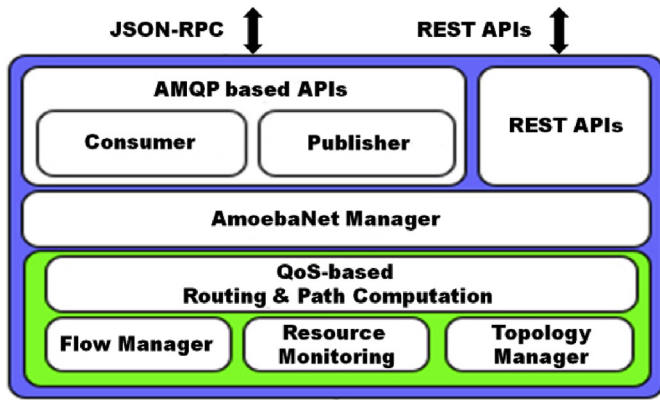 JSON-RPC
REST APIs
AMQP based APIs
Consumer
Publisher
REST APIs
AmoebaNet Manager
QoS-based
Routing & Path Computation
Flow Manager
Resource
Monitoring
Topology
Manager